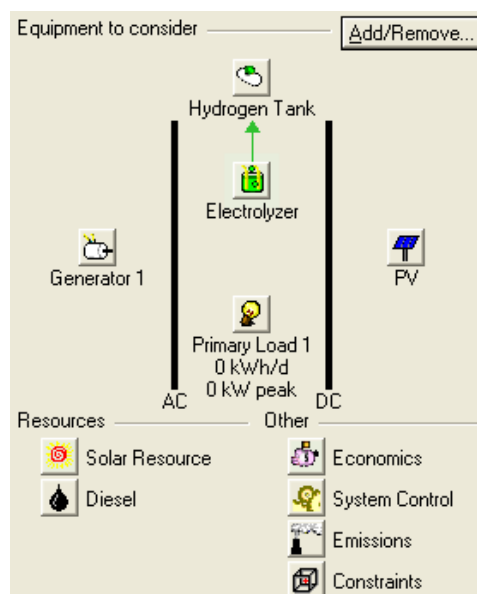 Equipment to consider
Add/Remove...
Hydrogen Tank
Electrolyzer
Generator 1
PV
Primary Load 1
0 kWh/d
0 kW peak
AC
DC
Resources
Other
Solar Resource
Economics
Diesel
System Control
Emissions
Constraints